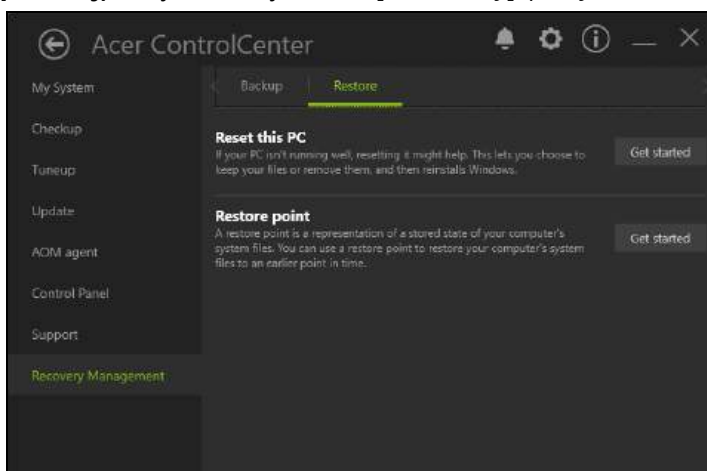 Acer ControlCenter
My System
Backup
Restore
Checkup
Reset this PC
If your PC isn't running well, resetting it might help. This lets you choose to
keep your files or remove them, and then reinstalls Windows.
Get started
Tuneup
Update
Restore point
A restore point is a representation of a stored state of your computer's
system files. You can use a restore point to restore your computer's system
files to an earlier point in time.
Get started
AOM agent
Control Panel
Support
Recovery Management